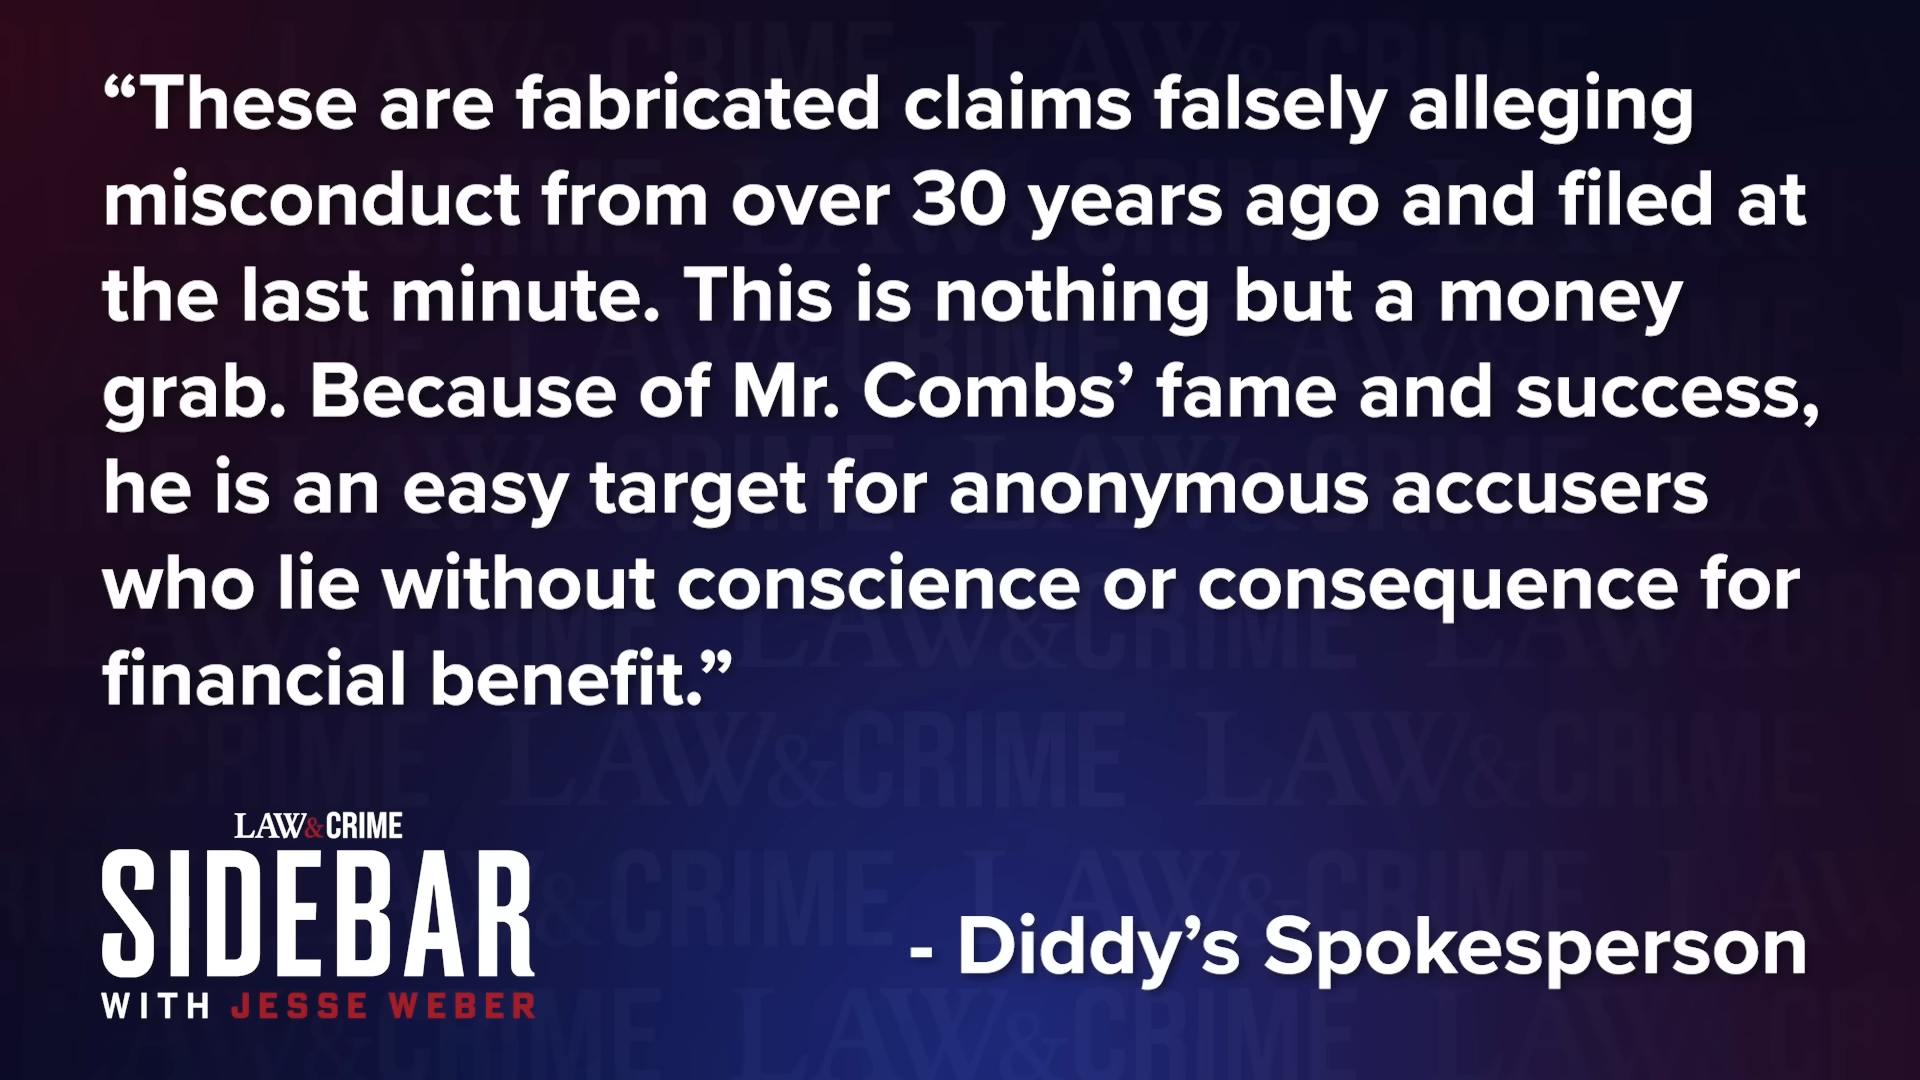 “These are fabricated claims falsely alleging
misconduct from over 30 years ago and filed at
the last minute. This is nothing but a money
grab. Because of Mr. Combs’ fame and success,
he is an easy target for anonymous accusers
who lie without conscience or consequence for
financial benefit.”
LAW&CRIME
SIDEBAR
WITH JESSE WEBER
- Diddy’s Spokesperson